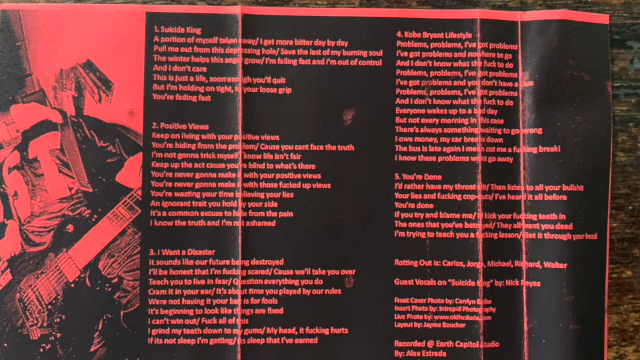 1. Suicide King
A portion of myself taken away/ I get more bitter day by day
Pull me out from this depressing hole/ Save the last of my burning soul
The winter helps this anger grow/ I'm falling fast and I'm out of control
And I don't care
This is just a life, soon enough you'll quit
But I'm holding on tight, to your loose grip
You're fading fast
2. Positive Views
Keep on living with your positive views
You're hiding from the problem/ Cause you cant face the truth
I'm not gonna trick myself/ I know life isn't fair
Keep up the act cause you're blind to what's there
You're never gonna make it with your positive views
You're never gonna make it with those fucked up views
You're wasting your time believing your lies
An ignorant trait you hold by your side
It's a common excuse to hide from the pain
I know the truth and I'm not ashamed
3. I Want a Disaster
It sounds like our future being destroyed
I'll be honest that I'm fucking scared/ Cause we'll take you over
Teach you to live in fear/ Question everything you do
Cram it in your ear/ It's about time you played by our rules
Were not having it your bait is for fools
It's beginning to look like things are fixed
I can't win out/ Fuck all of this
I grind my teeth down to my gums/ My head, it fucking hurts
If its not sleep I'm getting/ Its sleep that I've earned
4. Kobe Bryant Lifestyle
Problems, problems, I've got problems
I've got problems and nowhere to go
And I don't know what the fuck to do
Problems, problems, I've got problems
I've got problems and you don't have a clue
Problems, problems, I've got problems
And I don't know what the fuck to do
Everyone wakes up to a bad day
But not every morning in this case
There's always something waiting to go wrong
I owe money, my car breaks down
The bus is late again I mean cut me a fucking break!
I know these problems wont go away
5. You're Done
I'd rather have my throat slit/ Then listen to all your bullshit
Your lies and fucking cop-outs/ I've heard it all before
You're done
If you try and blame me/ I'll kick your fucking teeth in
The ones that you've betrayed/ They all want you dead
I'm trying to teach you a fucking lesson/ Get it through your head
Rotting Out is: Carlos, Jorge, Michael, Richard, Walter
Guest Vocals on "Suicide King" by: Nick Reyes
Front Cover Photo by:
Insert Photo by: Intrepid Photography
Live Photo by: www.oldhcdude.com
Layout by: Jayme Boucher
Recorded @ Earth Capitol Studio
By: Alex Estrada